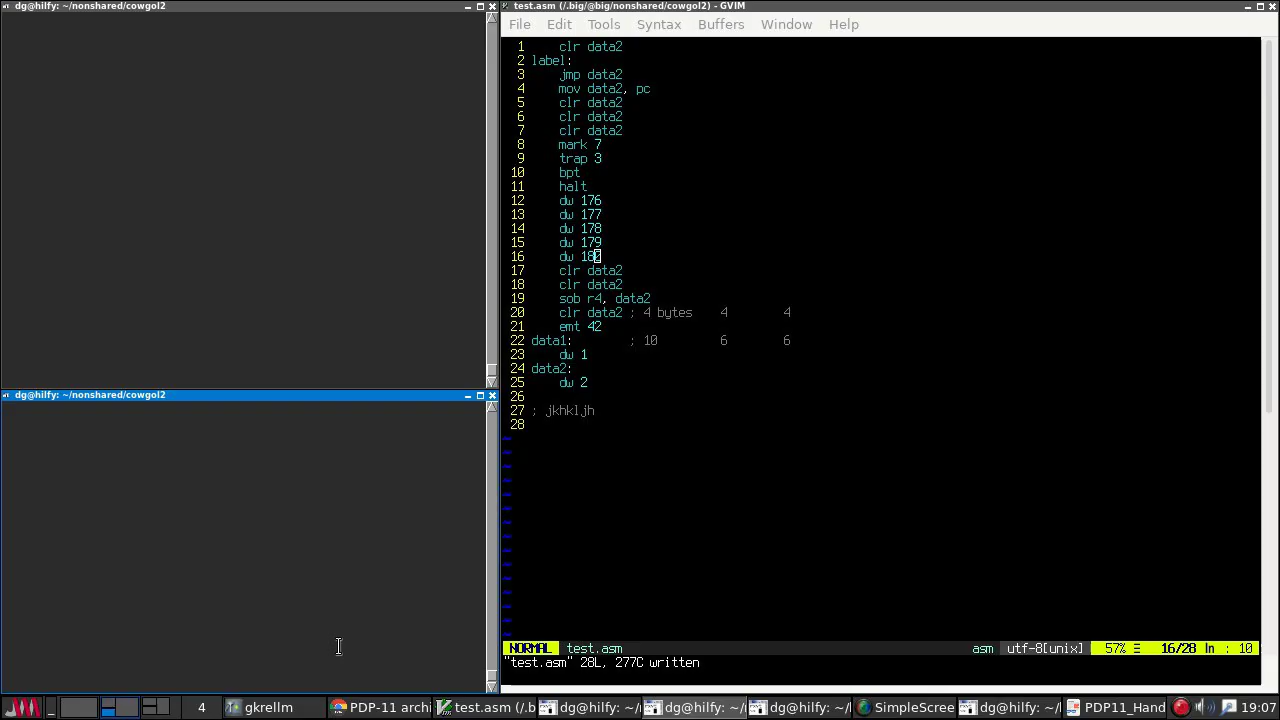 dg@hilfy: ~/nonshared/cowgol2
test.asm (/.big/@big/nonshared/cowgol2) - GVIM
File Edit Tools Syntax Buffers Window Help
1 clr data2
2 label:
3 jmp data2
4 mov data2, pc
5 clr data2
6 clr data2
7 clr data2
8 mark 7
9 trap 3
10 bpt
11 halt
12 dw 176
13 dw 177
14 dw 178
15 dw 179
16 dw 180
17 clr data2
18 clr data2
19 sob r4, data2
20 clr data2 ; 4 bytes 4 4
21 emt 42
22 data1: ; 10 6 6
23 dw 1
24 data2:
25 dw 2
26
27 ; jkhkljh
28
dg@hilfy: ~/nonshared/cowgol2
NORMAL test.asm asm utf-8[unix] 57% ☰ 16/28 ln : 10
"test.asm" 28L, 277C written
4 gkrellm PDP-11 archi test.asm (/.b dg@hilfy: ~/ dg@hilfy: ~/ dg@hilfy: ~/ SimpleScree dg@hilfy: ~/ PDP11_Hand 19:07